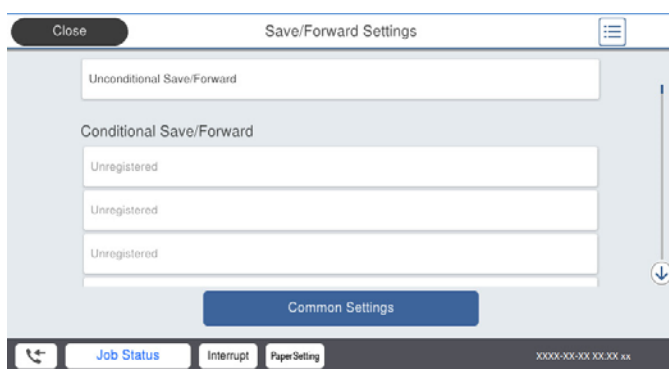 Close
Save/Forward Settings
Unconditional Save/Forward
Conditional Save/Forward
Unregistered
Unregistered
Unregistered
Common Settings
Job Status
Interrupt
Paper Setting
XXXX-XX-XX XX:XX xx